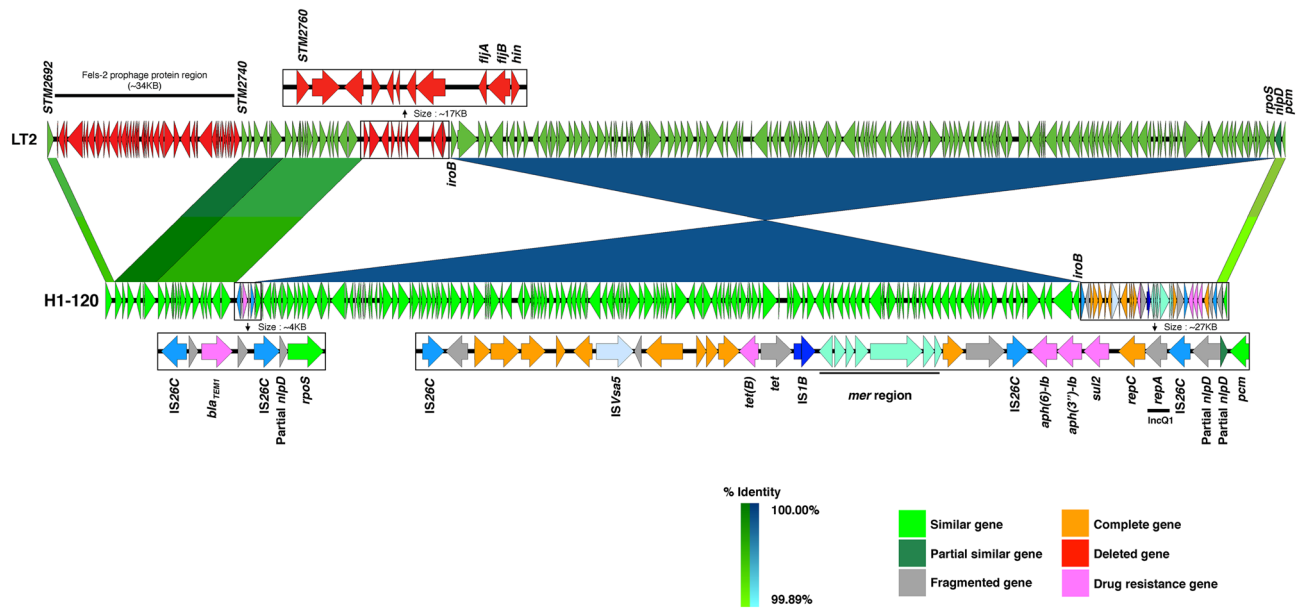 STM2692
Fels-2 prophage protein region
(~34KB)
STM2740
STM2760
fljA
fljB
hin
Size : ~17KB
rpoS
nlpD
pcm
LT2
iroB
iroB
H1-120
Size : ~4KB
Size : ~27KB
IS26C
bla TEM1
IS26C
Partial nlpD
rpoS
IS26C
ISVsa5
tet(B)
tet
IS1B
mer region
IS26C
aph(6)-Ib
aph(3'')-Ib
sul2
repC
repA
IncQ1
IS26C
Partial nlpD
Partial nlpD
pcm
% Identity
100.00%
99.89%
Similar gene
Partial similar gene
Fragmented gene
Complete gene
Deleted gene
Drug resistance gene